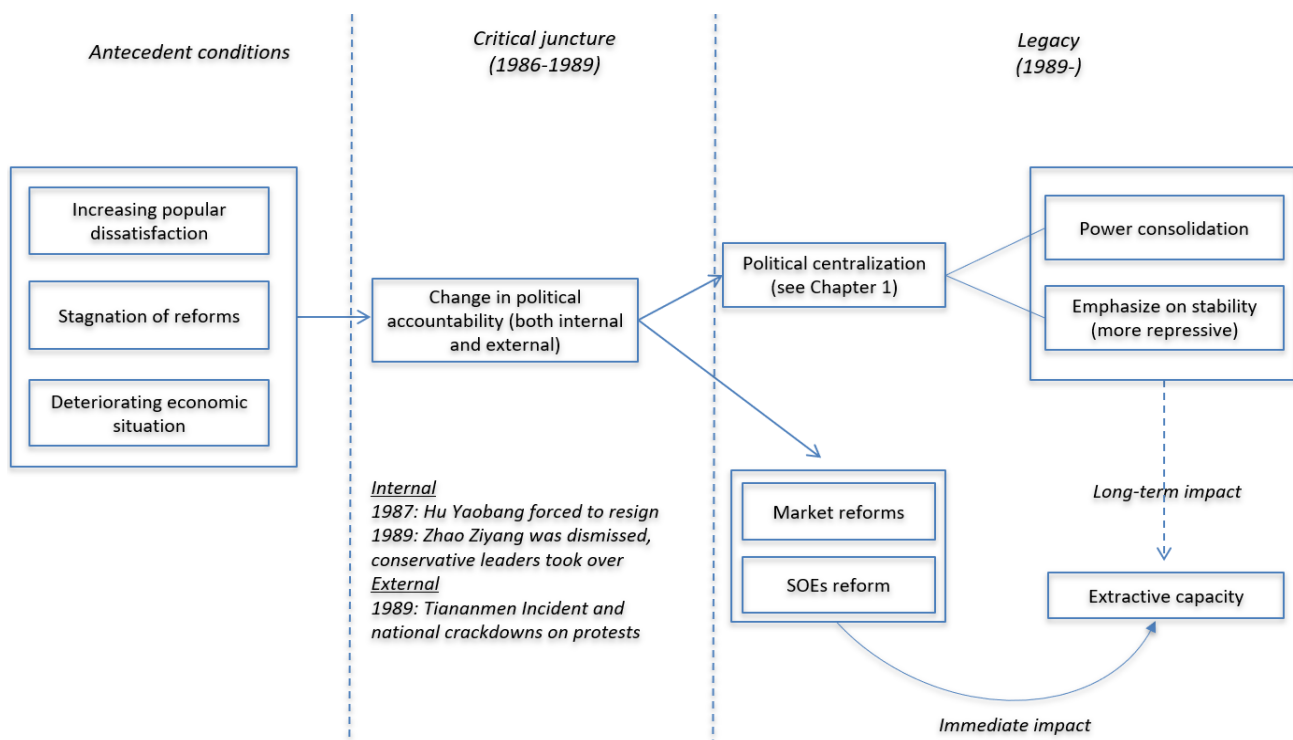 Antecedent conditions
Critical juncture
(1986-1989)
Legacy
(1989-)
Increasing popular
dissatisfaction
Stagnation of reforms
Deteriorating economic
situation
Change in political
accountability (both internal
and external)
Internal
1987: Hu Yaobang forced to resign
1989: Zhao Ziyang was dismissed,
conservative leaders took over
External
1989: Tiananmen Incident and
national crackdowns on protests
Political centralization
(see Chapter 1)
Power consolidation
Emphasize on stability
(more repressive)
Market reforms
SOEs reform
Long-term impact
Extractive capacity
Immediate impact